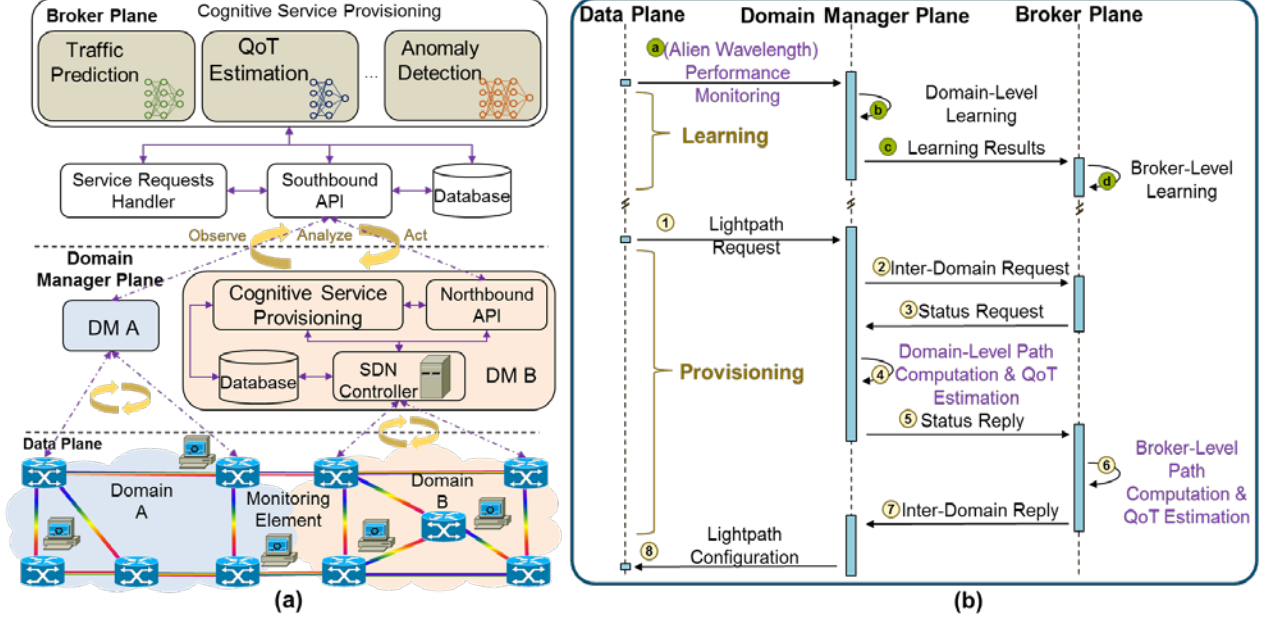 Broker Plane
Cognitive Service Provisioning
Traffic
Prediction
QoT
Estimation
...
Anomaly
Detection
Service Requests
Handler
Southbound
API
Database
Observe
Analyze
Act
Domain
Manager Plane
DM A
Cognitive Service
Provisioning
Northbound
API
Database
SDN
Controller
DM B
Data Plane
Domain
A
Monitoring
Element
Domain
B
(a)
Data Plane
Domain Manager Plane
Broker Plane
a (Alien Wavelength)
Performance
Monitoring
b
Domain-Level
Learning
Learning
c Learning Results
d
Broker-Level
Learning
1 Lightpath
Request
2 Inter-Domain Request
3 Status Request
Provisioning
4
Domain-Level Path
Computation & QoT
Estimation
5 Status Reply
6
Broker-Level
Path
Computation &
QoT Estimation
7 Inter-Domain Reply
8 Lightpath
Configuration
(b)